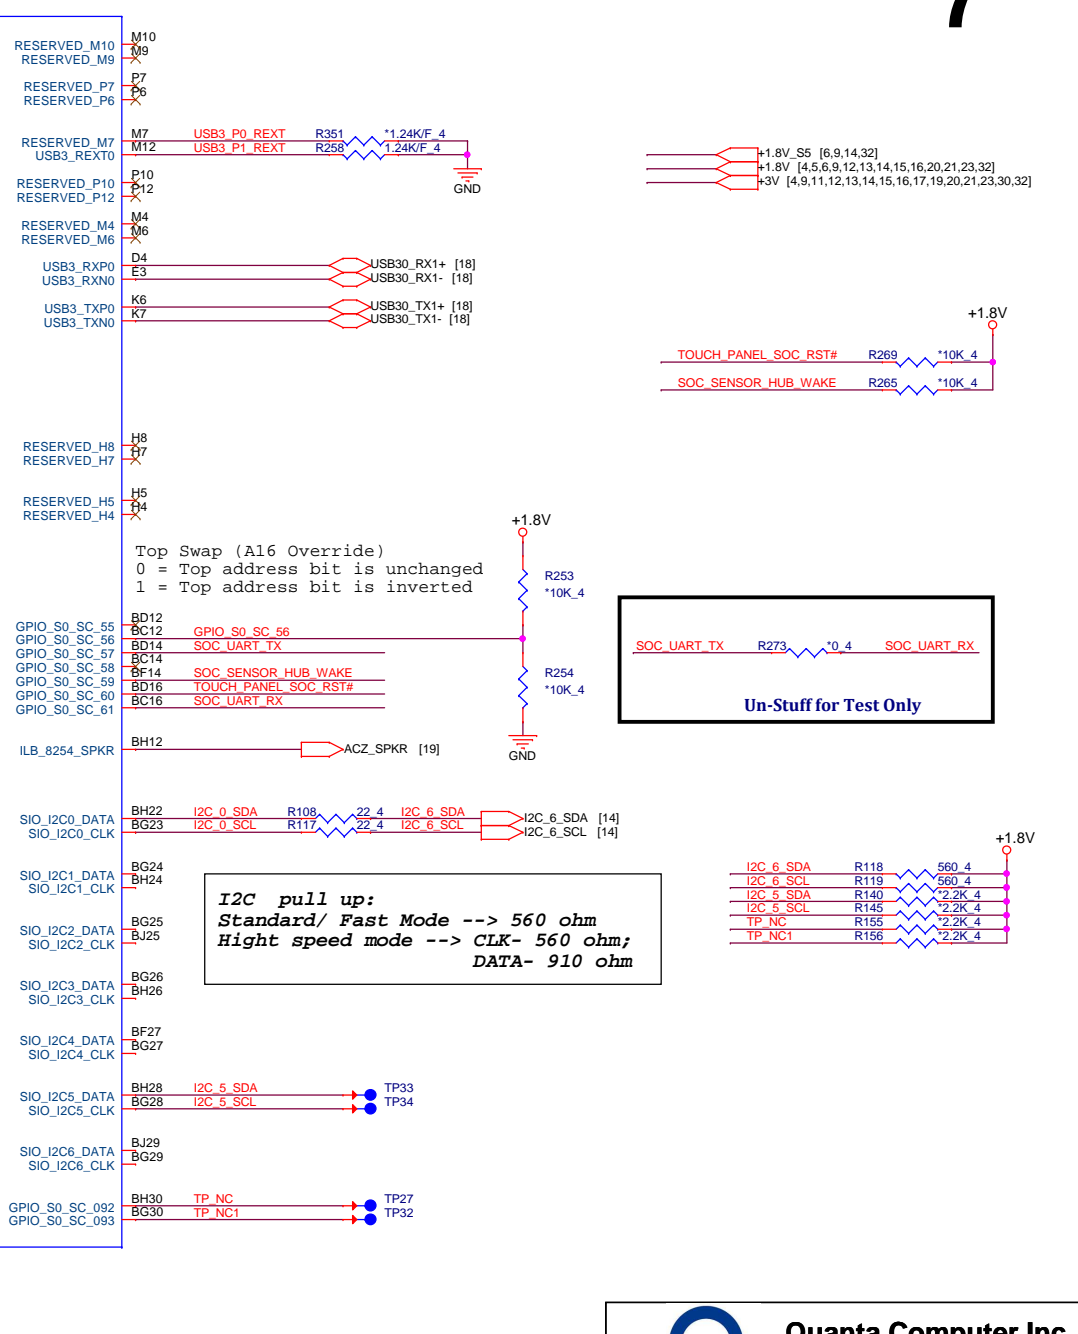 7
RESERVED_M10 M10
RESERVED_M9 M9
RESERVED_P7 P7
RESERVED_P6 P6
RESERVED_M7 M7 USB3_P0_REXT R351 *1.24K/F_4
USB3_REXT0 M12 USB3_P1_REXT R258 1.24K/F_4
GND
RESERVED_P10 P10
RESERVED_P12 P12
RESERVED_M4 M4
RESERVED_M6 M6
USB3_RXP0 D4 USB30_RX1+ [18]
USB3_RXN0 E3 USB30_RX1- [18]
USB3_TXP0 K6 USB30_TX1+ [18]
USB3_TXN0 K7 USB30_TX1- [18]
+1.8V_S5 [6,9,14,32]
+1.8V [4,5,6,9,12,13,14,15,16,20,21,23,32]
+3V [4,9,11,12,13,14,15,16,17,19,20,21,23,30,32]
+1.8V
TOUCH_PANEL_SOC_RST# R269 *10K_4
SOC_SENSOR_HUB_WAKE R265 *10K_4
RESERVED_H8 H8
RESERVED_H7 H7
RESERVED_H5 H5
RESERVED_H4 H4
Top Swap (A16 Override)
0 = Top address bit is unchanged
1 = Top address bit is inverted
+1.8V
R253
*10K_4
GPIO_S0_SC_55 BD12
GPIO_S0_SC_56 BC12 GPIO_S0_SC_56
GPIO_S0_SC_57 BD14 SOC_UART_TX
GPIO_S0_SC_58 BC14
GPIO_S0_SC_59 BF14 SOC_SENSOR_HUB_WAKE
GPIO_S0_SC_60 BD16 TOUCH_PANEL_SOC_RST#
GPIO_S0_SC_61 BC16 SOC_UART_RX
R254
*10K_4
GND
SOC_UART_TX R273 *0_4 SOC_UART_RX
Un-Stuff for Test Only
ILB_8254_SPKR BH12 ACZ_SPKR [19]
SIO_I2C0_DATA BH22 I2C_0_SDA R108 22_4 I2C_6_SDA I2C_6_SDA [14]
SIO_I2C0_CLK BG23 I2C_0_SCL R117 22_4 I2C_6_SCL I2C_6_SCL [14]
SIO_I2C1_DATA BG24
SIO_I2C1_CLK BH24
SIO_I2C2_DATA BG25
SIO_I2C2_CLK BJ25
I2C pull up:
Standard/ Fast Mode --> 560 ohm
Hight speed mode --> CLK- 560 ohm;
DATA- 910 ohm
+1.8V
I2C_6_SDA R118 560_4
I2C_6_SCL R119 560_4
I2C_5_SDA R140 *2.2K_4
I2C_5_SCL R145 *2.2K_4
TP_NC R155 *2.2K_4
TP_NC1 R156 *2.2K_4
SIO_I2C3_DATA BG26
SIO_I2C3_CLK BH26
SIO_I2C4_DATA BF27
SIO_I2C4_CLK BG27
SIO_I2C5_DATA BH28 I2C_5_SDA TP33
SIO_I2C5_CLK BG28 I2C_5_SCL TP34
SIO_I2C6_DATA BJ29
SIO_I2C6_CLK BG29
GPIO_S0_SC_092 BH30 TP_NC TP27
GPIO_S0_SC_093 BG30 TP_NC1 TP32
Quanta Computer Inc